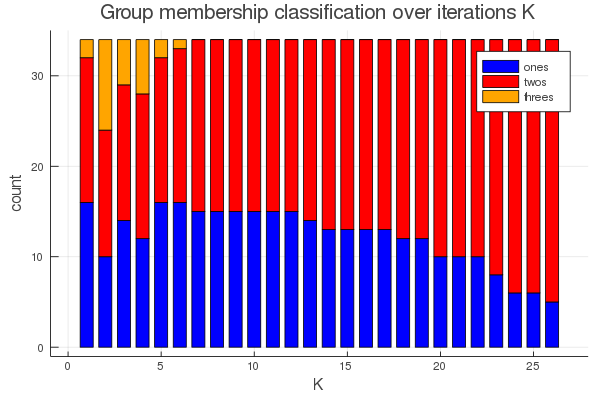 Group membership classification over iterations K
ones
twos
threes
count
30
20
10
0
0 5 10 15 20 25
K